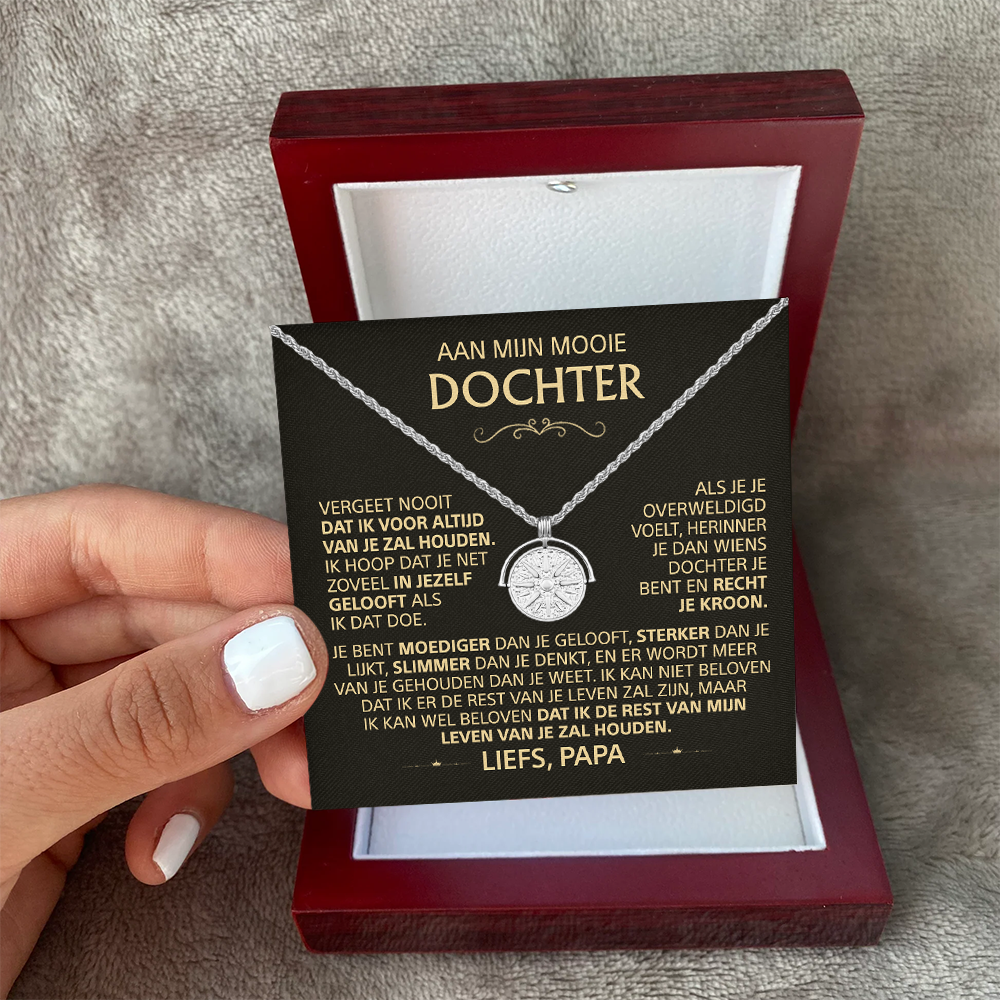 AAN MIJN MOOIE
DOCHTER
VERGEET NOOIT
DAT IK VOOR ALTIJD
VAN JE ZAL HOUDEN.
IK HOOP DAT JE NET
ZOVEEL IN JEZELF
GELOOFT ALS
IK DAT DOE.
ALS JE JE
OVERWELDIGD
VOELT, HERINNER
JE DAN WIENS
DOCHTER JE
BENT EN RECHT
JE KROON.
JE BENT MOEDIGER DAN JE GELOOFT, STERKER DAN JE
LIJKT, SLIMMER DAN JE DENKT, EN ER WORDT MEER
VAN JE GEHOUDEN DAN JE WEET. IK KAN NIET BELOVEN
DAT IK ER DE REST VAN JE LEVEN ZAL ZIJN, MAAR
IK KAN WEL BELOVEN DAT IK DE REST VAN MIJN
LEVEN VAN JE ZAL HOUDEN.
LIEFS, PAPA